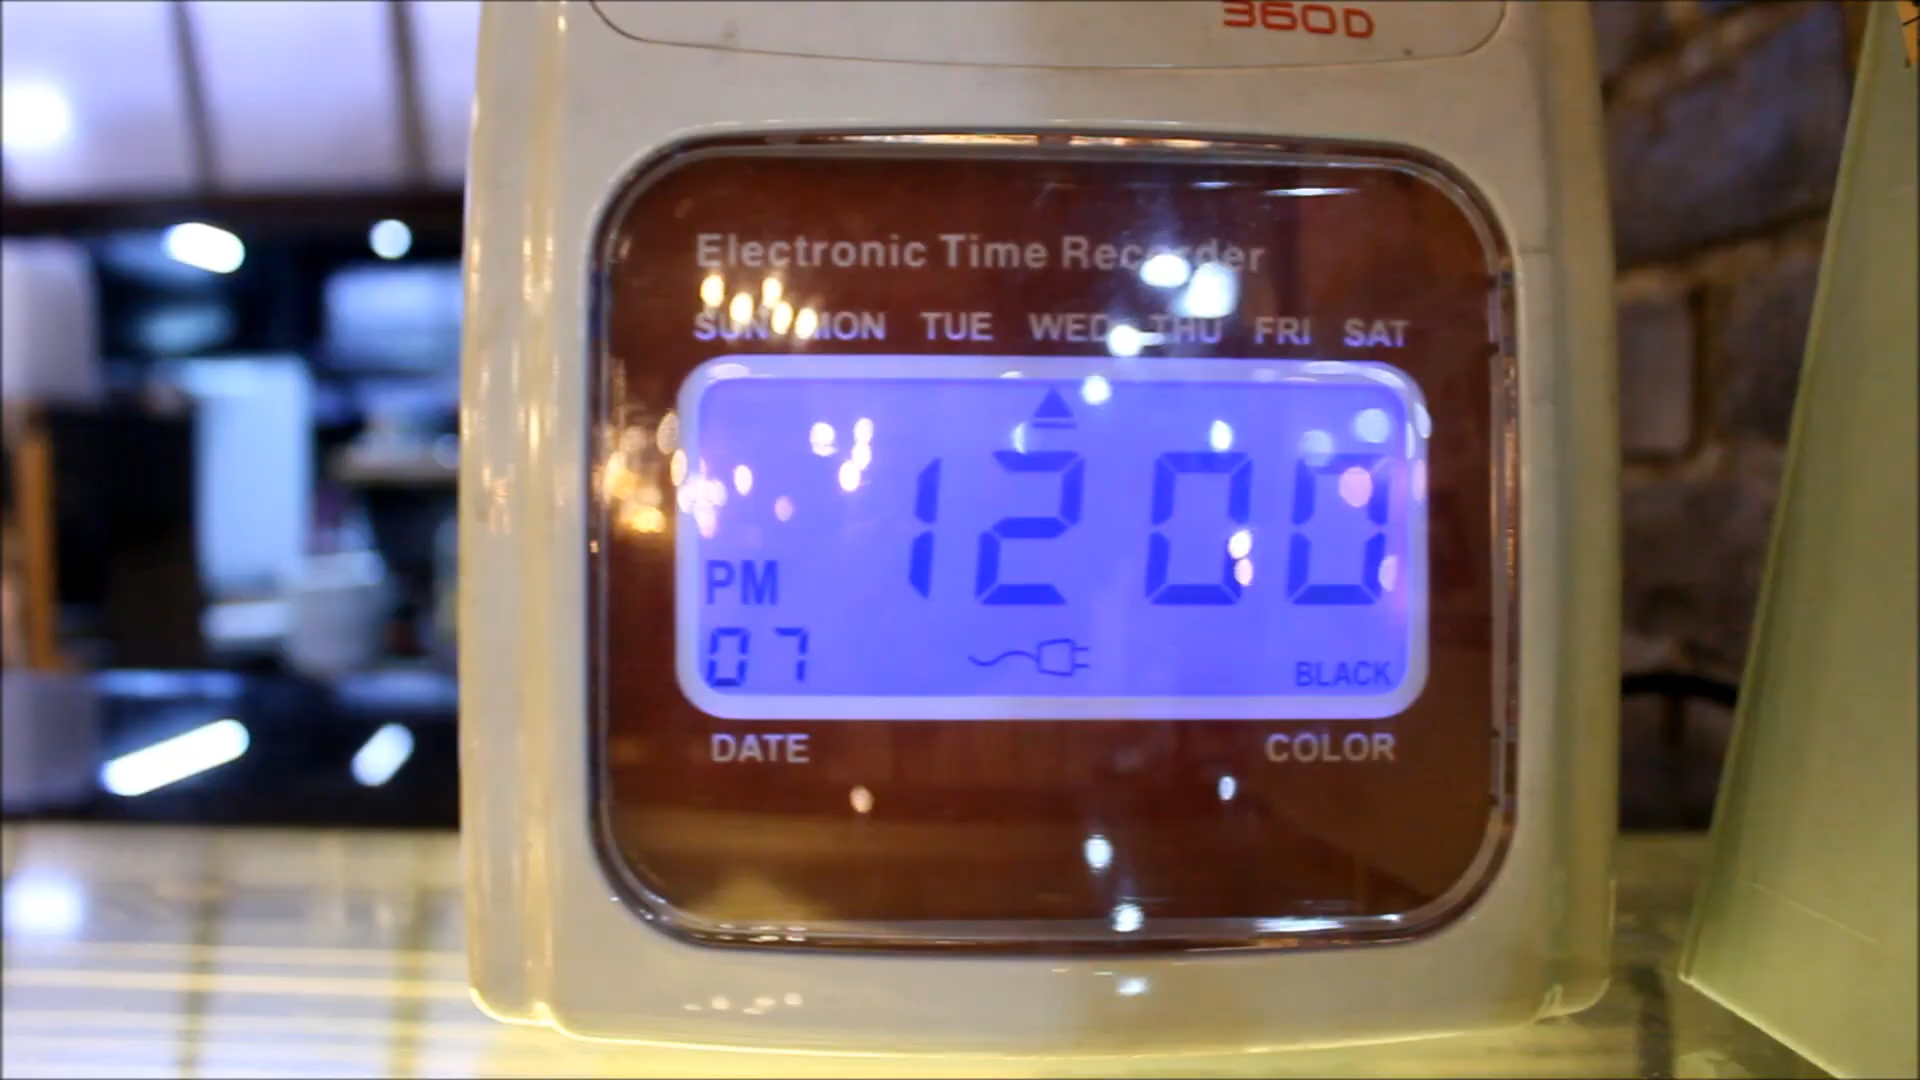 360D
Electronic Time Recorder
SUN MON TUE WED THU FRI SAT
12 00
PM
07
BLACK
DATE COLOR